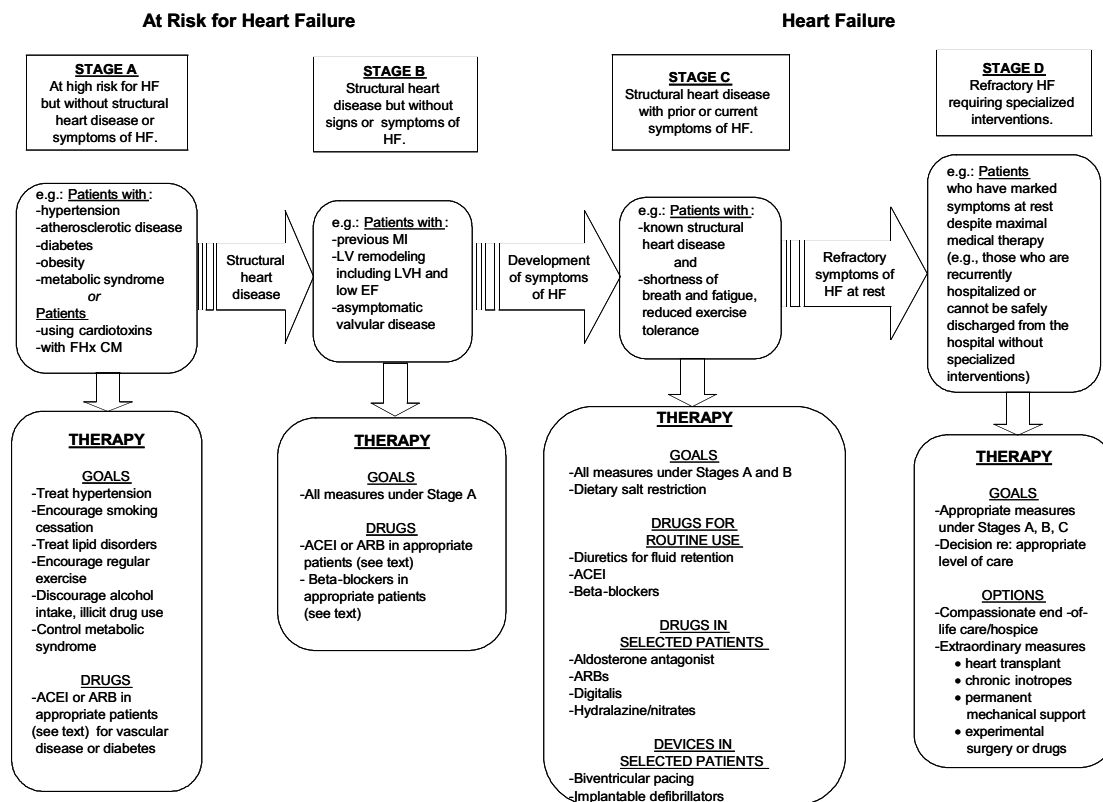 At Risk for Heart Failure
Heart Failure
STAGE A
At high risk for HF
but without structural
heart disease or
symptoms of HF.
STAGE B
Structural heart
disease but without
signs or symptoms of
HF.
STAGE C
Structural heart disease
with prior or current
symptoms of HF.
STAGE D
Refractory HF
requiring specialized
interventions.
e.g.: Patients with:
-hypertension
-atherosclerotic disease
-diabetes
-obesity
-metabolic syndrome
or
Patients
-using cardiotoxins
-with FHx CM
Structural
heart
disease
e.g.: Patients with:
-previous MI
-LV remodeling
including LVH and
low EF
-asymptomatic
valvular disease
Development
of symptoms
of HF
e.g.: Patients with:
-known structural
heart disease
and
-shortness of
breath and fatigue,
reduced exercise
tolerance
Refractory
symptoms of
HF at rest
e.g.: Patients
who have marked
symptoms at rest
despite maximal
medical therapy
(e.g., those who are
recurrently
hospitalized or
cannot be safely
discharged from the
hospital without
specialized
interventions)
THERAPY
GOALS
-Treat hypertension
-Encourage smoking
cessation
-Treat lipid disorders
-Encourage regular
exercise
-Discourage alcohol
intake, illicit drug use
-Control metabolic
syndrome
DRUGS
-ACEI or ARB in
appropriate patients
(see text) for vascular
disease or diabetes
THERAPY
GOALS
-All measures under Stage A
DRUGS
-ACEI or ARB in appropriate
patients (see text)
- Beta-blockers in
appropriate patients
(see text)
THERAPY
GOALS
-All measures under Stages A and B
-Dietary salt restriction
DRUGS FOR
ROUTINE USE
-Diuretics for fluid retention
-ACEI
-Beta-blockers
DRUGS IN
SELECTED PATIENTS
-Aldosterone antagonist
-ARBs
-Digitalis
-Hydralazine/nitrates
DEVICES IN
SELECTED PATIENTS
-Biventricular pacing
-Implantable defibrillators
THERAPY
GOALS
-Appropriate measures
under Stages A, B, C
-Decision re: appropriate
level of care
OPTIONS
-Compassionate end -of-
life care/hospice
-Extraordinary measures
• heart transplant
• chronic inotropes
• permanent
mechanical support
• experimental
surgery or drugs